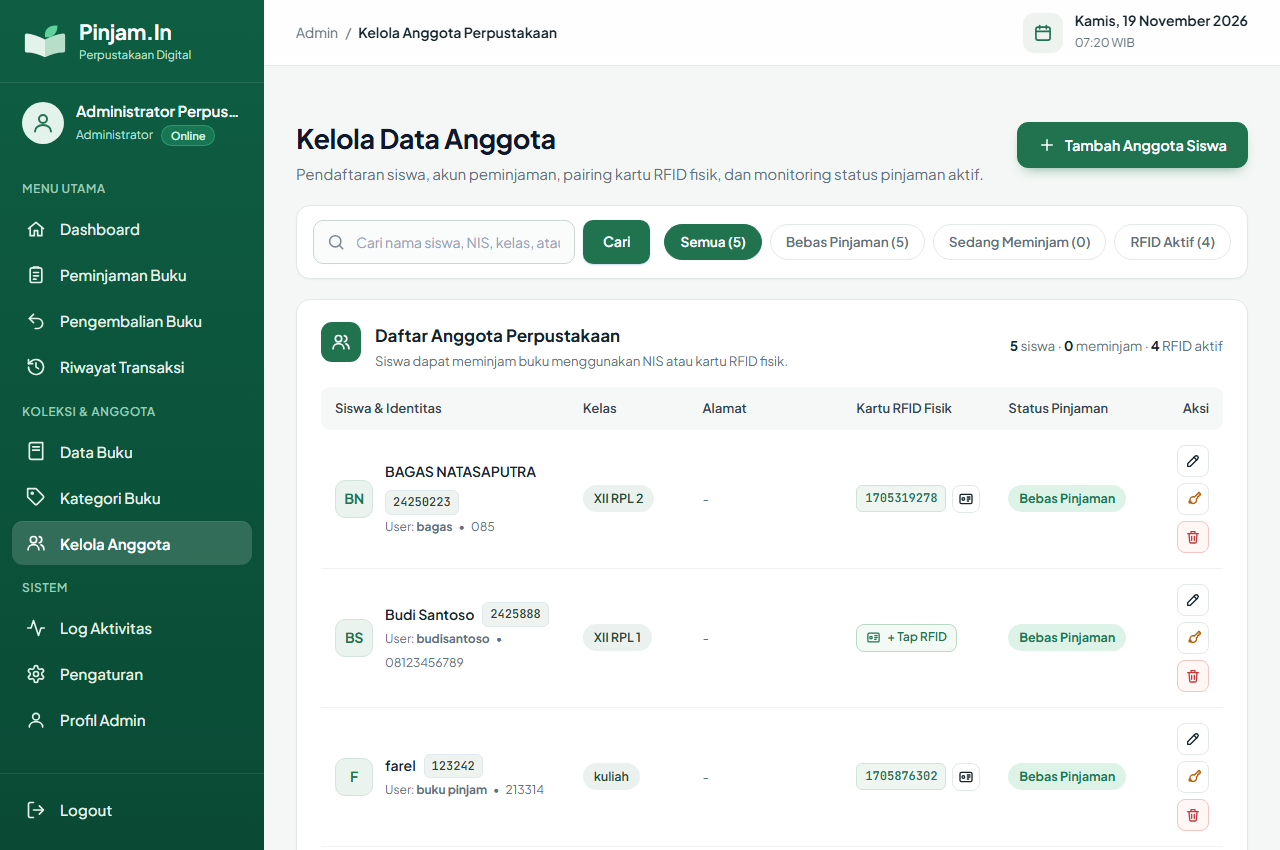 Pinjam.In
Perpustakaan Digital
Administrator Perpus...
Administrator Online
MENU UTAMA
Dashboard
Peminjaman Buku
Pengembalian Buku
Riwayat Transaksi
KOLEKSI & ANGGOTA
Data Buku
Kategori Buku
Kelola Anggota
SISTEM
Log Aktivitas
Pengaturan
Profil Admin
Logout
Admin / Kelola Anggota Perpustakaan
Kamis, 19 November 2026
07:20 WIB
Kelola Data Anggota
Pendaftaran siswa, akun peminjaman, pairing kartu RFID fisik, dan monitoring status pinjaman aktif.
+ Tambah Anggota Siswa
Cari nama siswa, NIS, kelas, atau
Cari
Semua (5)
Bebas Pinjaman (5)
Sedang Meminjam (0)
RFID Aktif (4)
Daftar Anggota Perpustakaan
Siswa dapat meminjam buku menggunakan NIS atau kartu RFID fisik.
5 siswa · 0 meminjam · 4 RFID aktif
Siswa & Identitas Kelas Alamat Kartu RFID Fisik Status Pinjaman Aksi
BN
BAGAS NATASAPUTRA
24250223
User: bagas • 085
XII RPL 2
-
1705319278
Bebas Pinjaman
BS
Budi Santoso 2425888
User: budisantoso •
08123456789
XII RPL 1
-
+ Tap RFID
Bebas Pinjaman
F
farel 123242
User: buku pinjam • 213314
kuliah
-
1705876302
Bebas Pinjaman